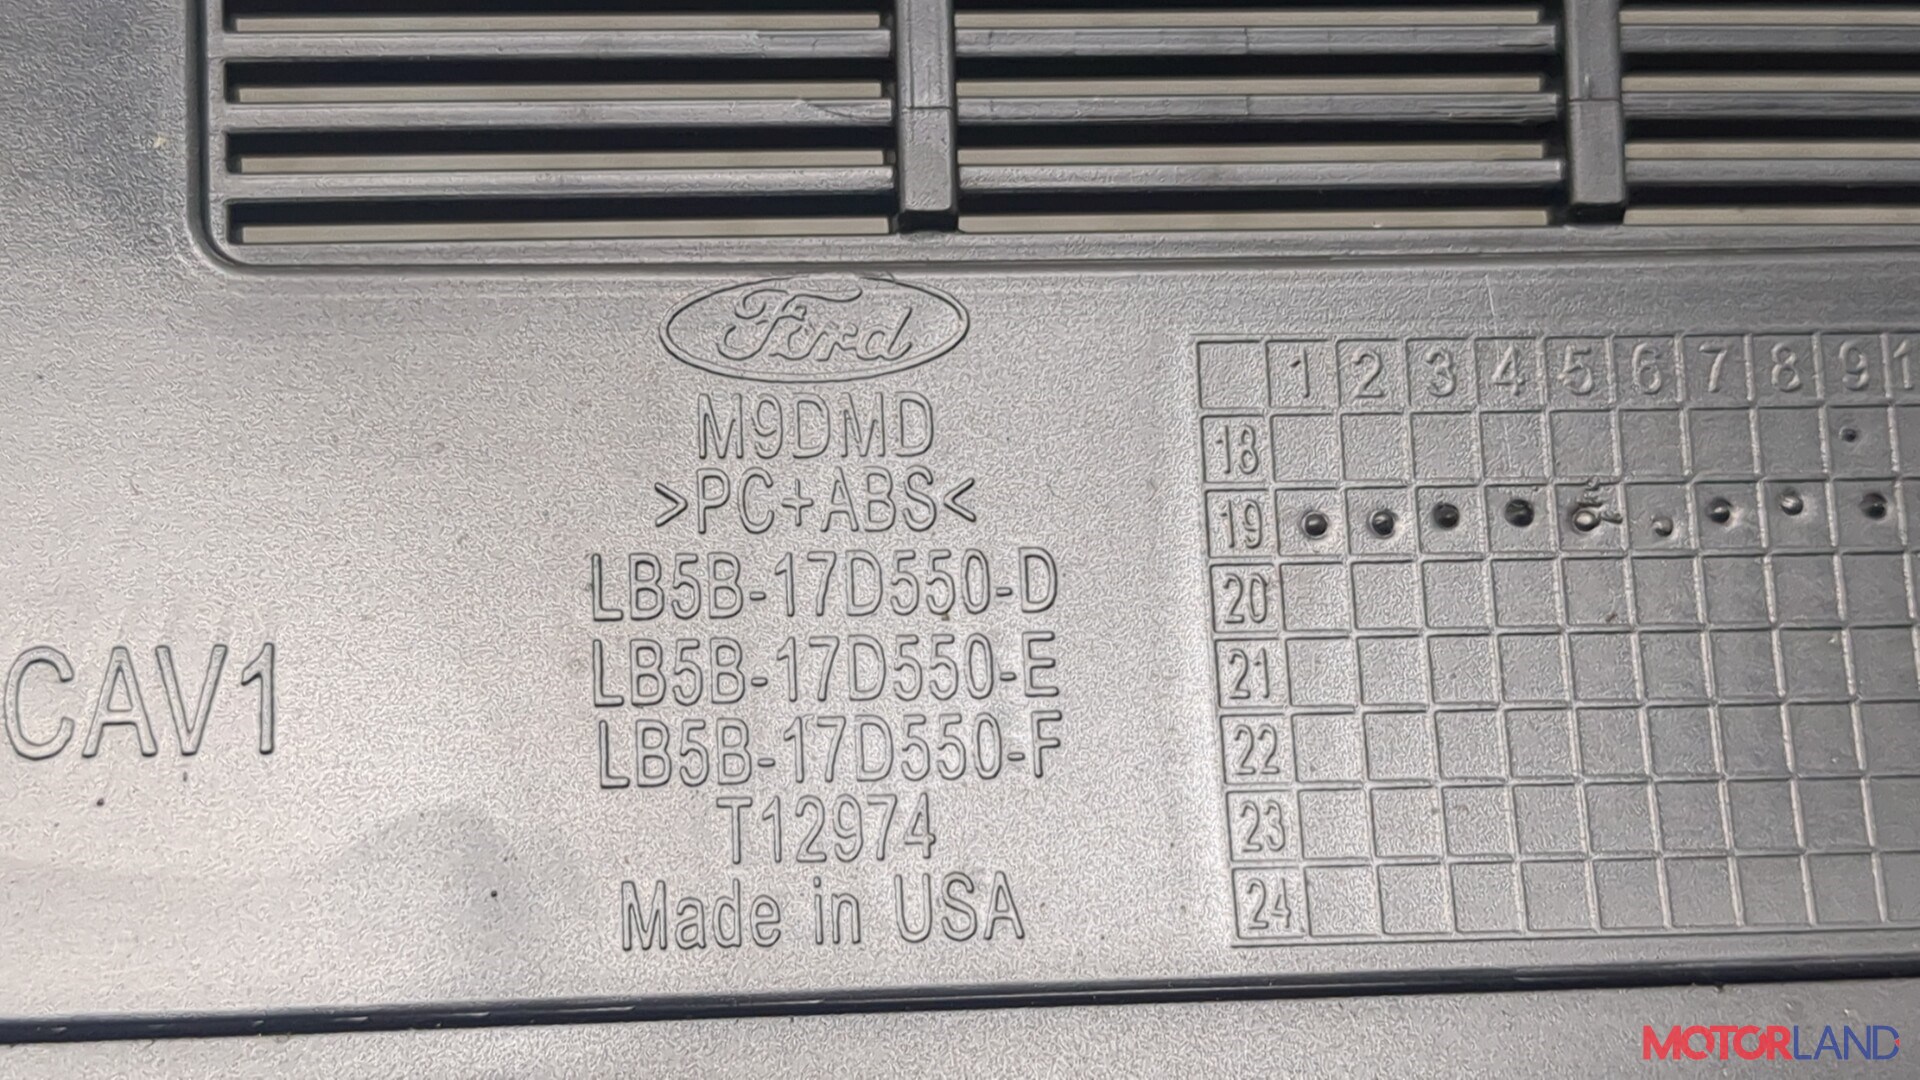 Ford
M9DMD
>PC+ABS<
LB5B-17D550-D
LB5B-17D550-E
LB5B-17D550-F
T12974
Made in USA
CAV1
1 2 3 4 5 6 7 8 9 1
18
19
20
21
22
23
24
MOTORLAND